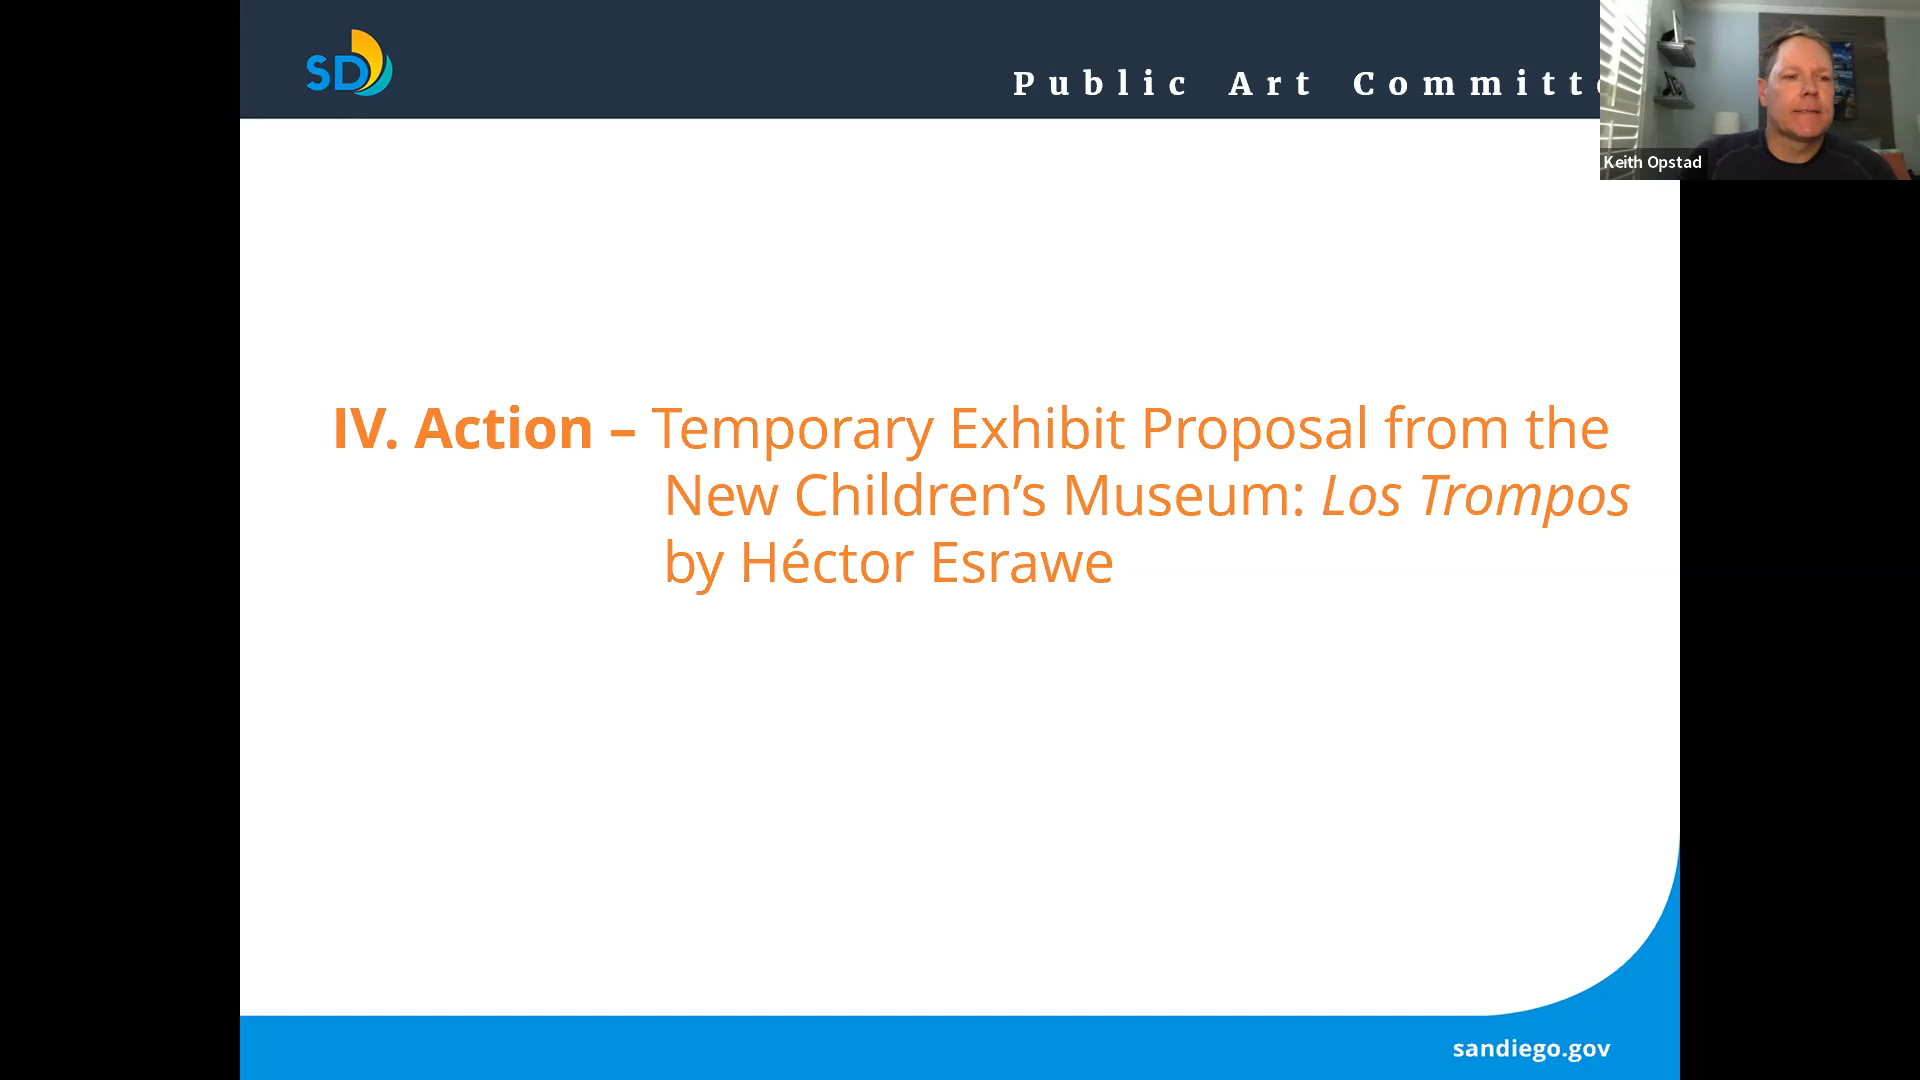 SD
Public Art Committe
Keith Opstad
IV. Action – Temporary Exhibit Proposal from the
New Children’s Museum: Los Trompos
by Héctor Esrawe
sandiego.gov